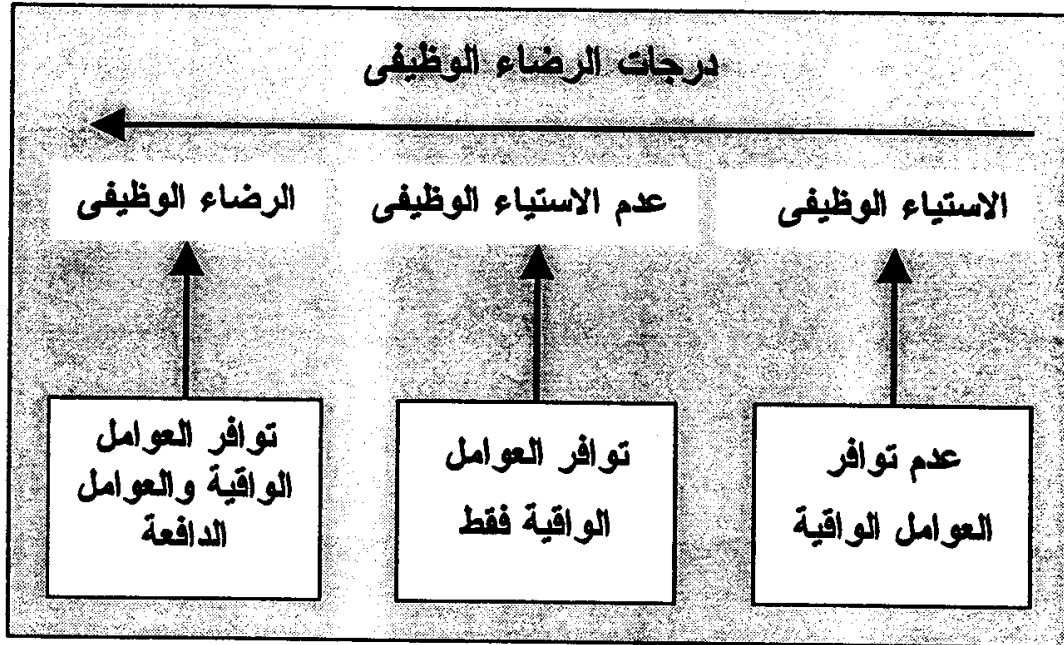 درجات الرضاء الوظيفى
الاستياء الوظيفى
عدم الاستياء الوظيفى
الرضاء الوظيفى
عدم توافر
العوامل الواقية
توافر العوامل
الواقية فقط
توافر العوامل
الواقية والعوامل
الدافعة